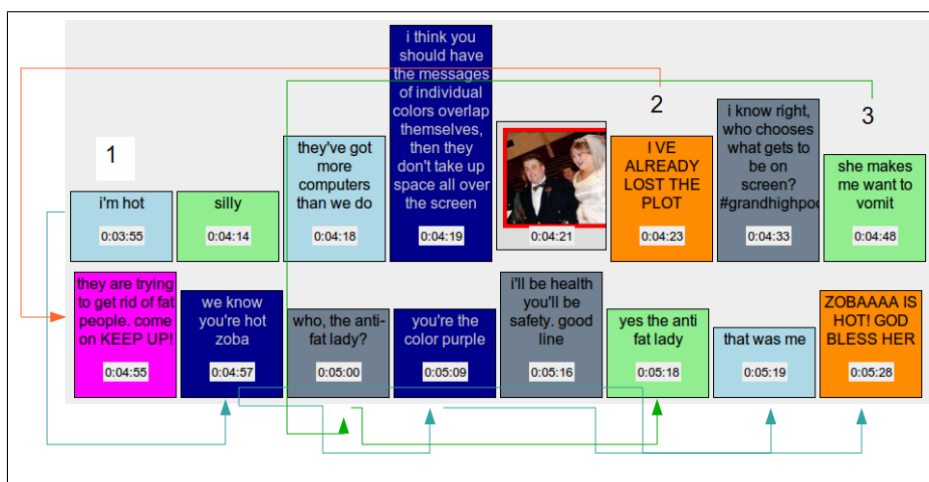 1
i'm hot
0:03:55
silly
0:04:14
they've got
more
computers
than we do
0:04:18
i think you
should have
the messages
of individual
colors overlap
themselves,
then they
don't take up
space all over
the screen
0:04:19
0:04:21
2
I VE
ALREADY
LOST THE
PLOT
0:04:23
i know right,
who chooses
what gets to
be on
screen?
0:04:33
3
she makes
me want to
vomit
0:04:48
they are trying
to get rid of fat
people. come
on KEEP UP!
0:04:55
we know
you're hot
zoba
0:04:57
who, the anti-
fat lady?
0:05:00
you're the
color purple
0:05:09
i'll be health
you'll be
safety. good
line
0:05:16
yes the anti
fat lady
0:05:18
that was me
0:05:19
ZOBAAAA IS
HOT! GOD
BLESS HER
0:05:28